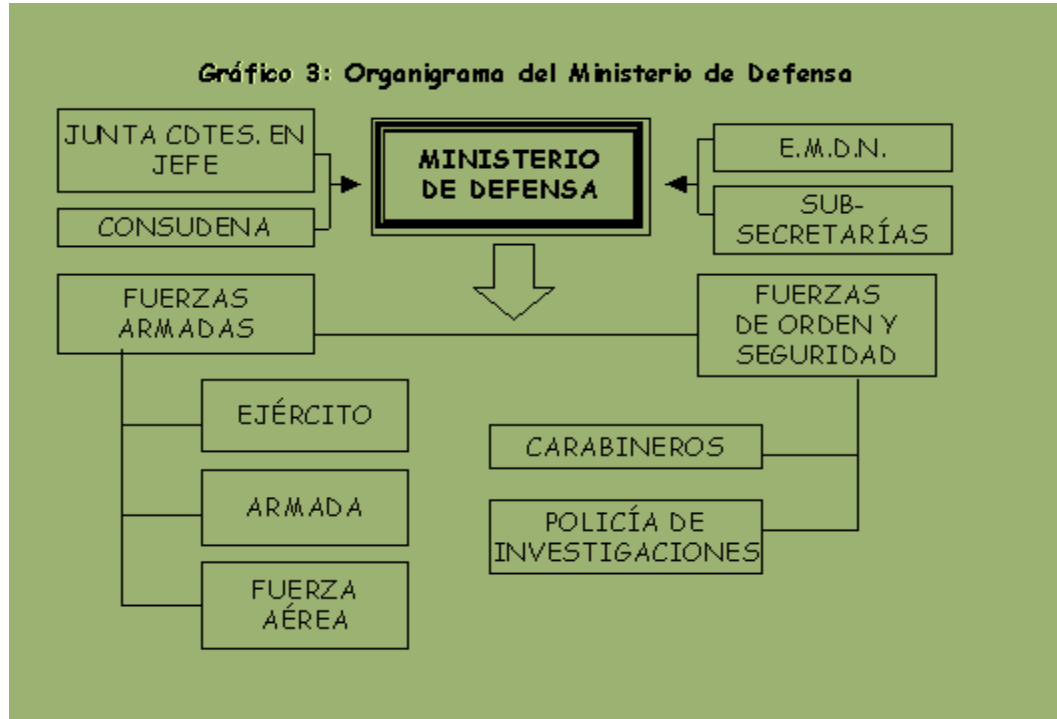 Gráfico 3: Organigrama del Ministerio de Defensa
JUNTA CDTES. EN
JEFE
CONSUDENA
MINISTERIO
DE DEFENSA
E.M.D.N.
SUB-
SECRETARÍAS
FUERZAS
ARMADAS
EJÉRCITO
ARMADA
FUERZA
AÉREA
FUERZAS
DE ORDEN Y
SEGURIDAD
CARABINEROS
POLICÍA DE
INVESTIGACIONES